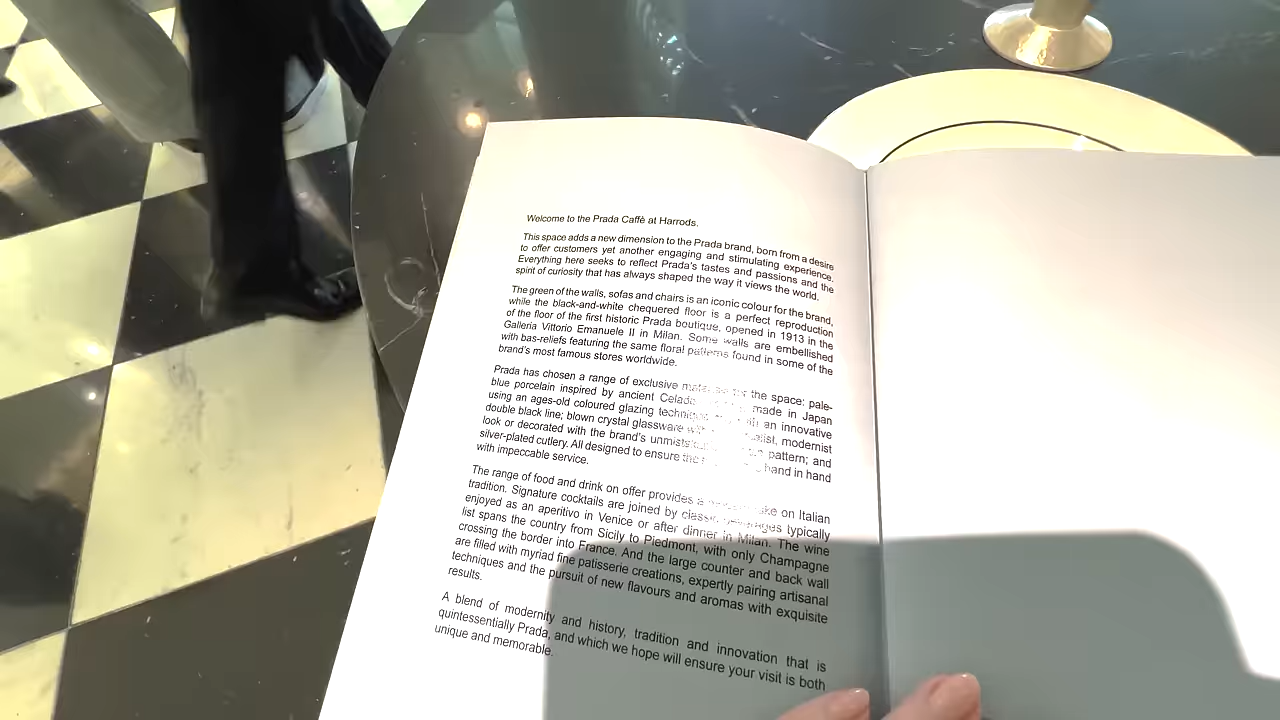 Welcome to the Prada Caffè at Harrods.
This space adds a new dimension to the Prada brand, born from a desire
to offer customers yet another engaging and stimulating experience.
Everything here seeks to reflect Prada's tastes and passions and the
spirit of curiosity that has always shaped the way it views the world.
The green of the walls, sofas and chairs is an iconic colour for the brand,
while the black-and-white chequered floor is a perfect reproduction
of the floor of the first historic Prada boutique, opened in 1913 in the
Galleria Vittorio Emanuele II in Milan. Some walls are embellished
with bas-reliefs featuring the same floral patterns found in some of the
brand's most famous stores worldwide.
Prada has chosen a range of exclusive materials for the space: pale-
blue porcelain inspired by ancient made in Japan
using an ages-old coloured glazing technique an innovative
double black line; blown crystal glassware modernist
look or decorated with the brand's pattern; and
silver-plated cutlery. All designed to ensure the hand in hand
with impeccable service.
The range of food and drink on offer provides a on Italian
tradition. Signature cocktails are joined by classic beverages typically
enjoyed as an aperitivo in Venice or after dinner in Milan. The wine
list spans the country from Sicily to Piedmont, with only Champagne
crossing the border into France. And the large counter and back wall
are filled with myriad fine patisserie creations, expertly pairing artisanal
techniques and the pursuit of new flavours and aromas with exquisite
results.
A blend of modernity and history, tradition and innovation that is
quintessentially Prada, and which we hope will ensure your visit is both
unique and memorable.